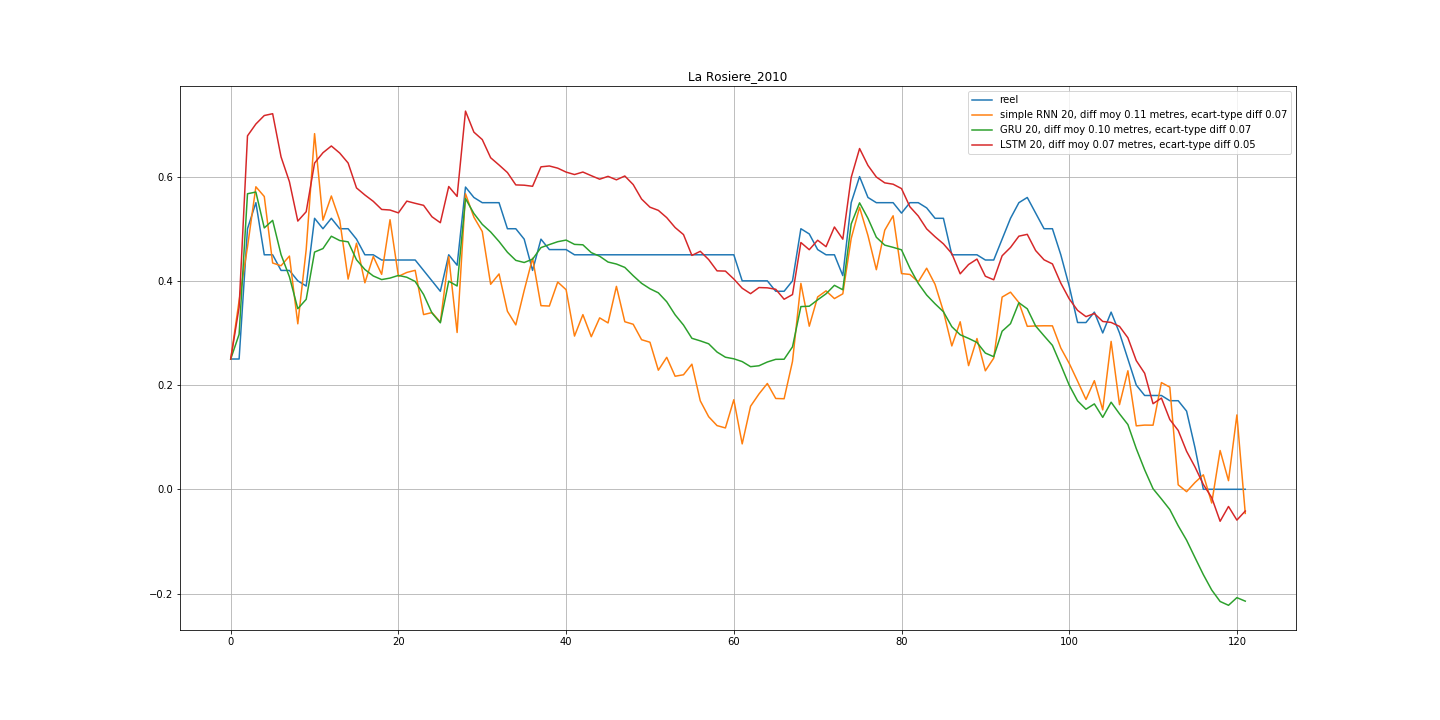 La Rosiere_2010
reel
simple RNN 20, diff moy 0.11 metres, ecart-type diff 0.07
GRU 20, diff moy 0.10 metres, ecart-type diff 0.07
LSTM 20, diff moy 0.07 metres, ecart-type diff 0.05
0.6
0.4
0.2
0.0
−0.2
0 20 40 60 80 100 120